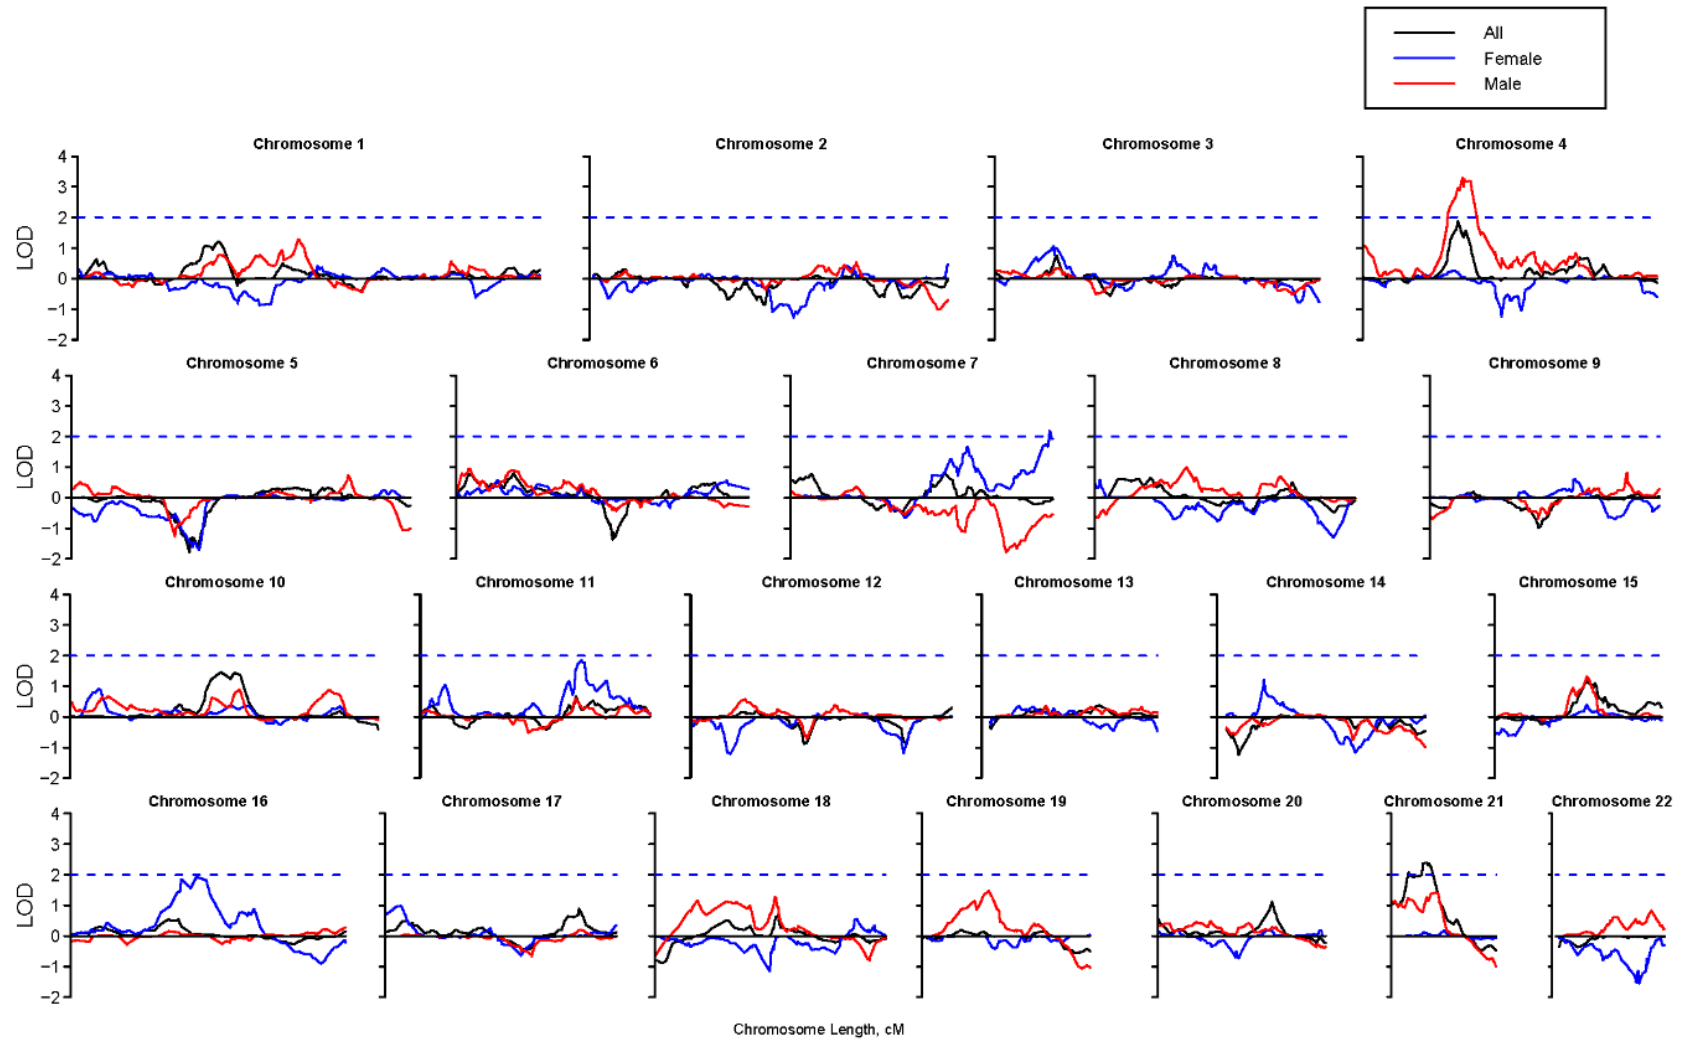 All
Female
Male
Chromosome 1
Chromosome 2
Chromosome 3
Chromosome 4
LOD
4
3
2
1
0
−1
−2
Chromosome 5
Chromosome 6
Chromosome 7
Chromosome 8
Chromosome 9
LOD
4
3
2
1
0
−1
−2
Chromosome 10
Chromosome 11
Chromosome 12
Chromosome 13
Chromosome 14
Chromosome 15
LOD
4
3
2
1
0
−1
−2
Chromosome 16
Chromosome 17
Chromosome 18
Chromosome 19
Chromosome 20
Chromosome 21
Chromosome 22
LOD
4
3
2
1
0
−1
−2
Chromosome Length, cM